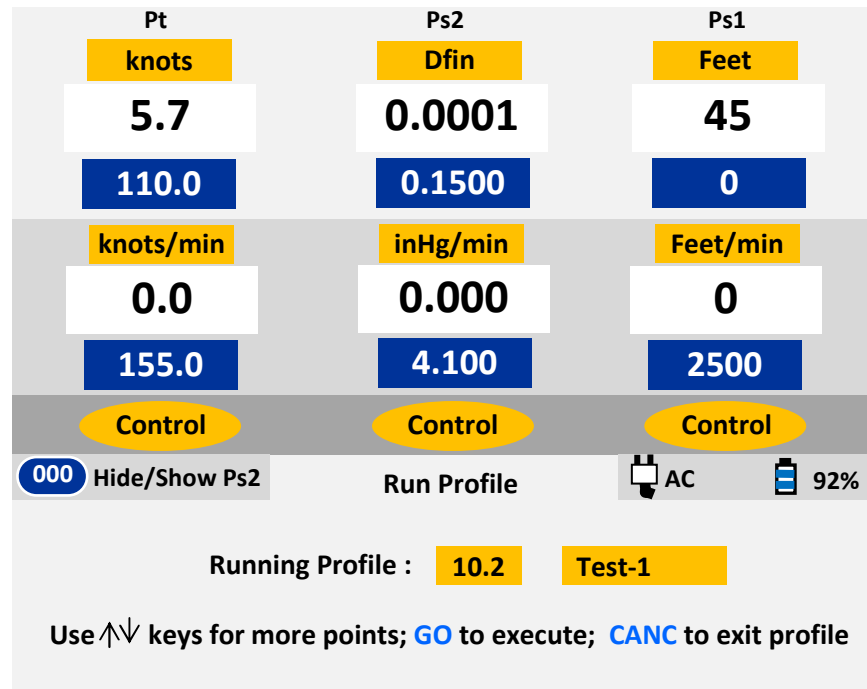 Pt Ps2 Ps1
knots Dfin Feet
5.7 0.0001 45
110.0 0.1500 0
knots/min inHg/min Feet/min
0.0 0.000 0
155.0 4.100 2500
Control Control Control
000 Hide/Show Ps2 Run Profile AC 92%
Running Profile : 10.2 Test-1
Use ↑↓ keys for more points; GO to execute; CANC to exit profile